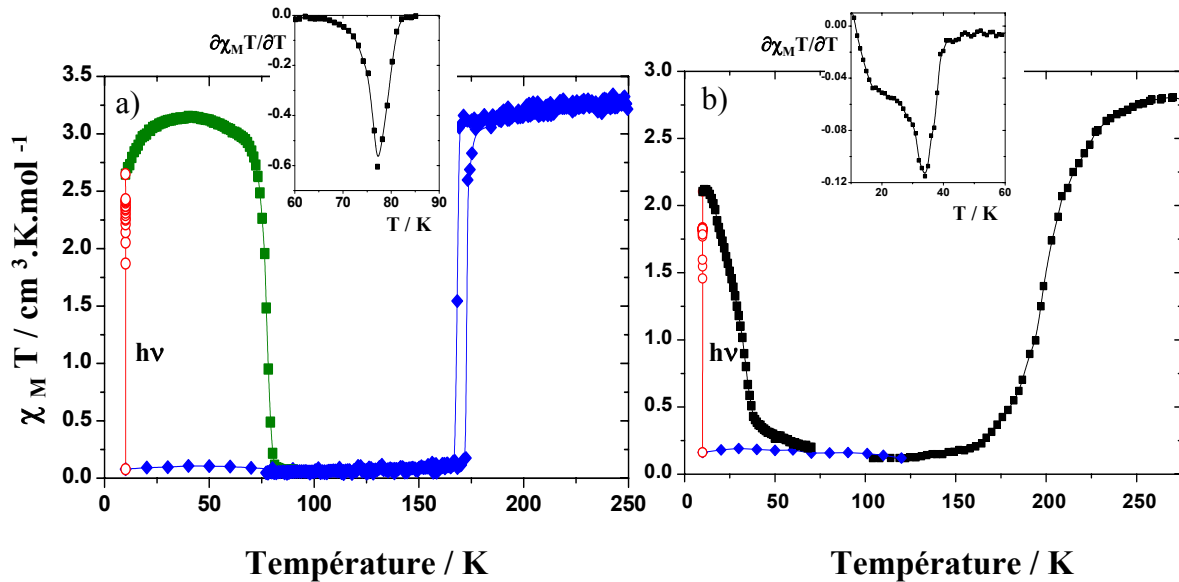 ∂χMT/∂T
0.0
-0.2
-0.4
-0.6
60 70 80 90
T / K
a)
3.5
3.0
2.5
2.0
1.5
1.0
0.5
0.0
hν
0 50 100 150 200 250
Température / K
χ M T / cm 3.K.mol -1
∂χMT/∂T
0.00
-0.04
-0.08
-0.12
20 40 60
T / K
b)
3.0
2.5
2.0
1.5
1.0
0.5
0.0
hν
0 50 100 150 200 250
Température / K